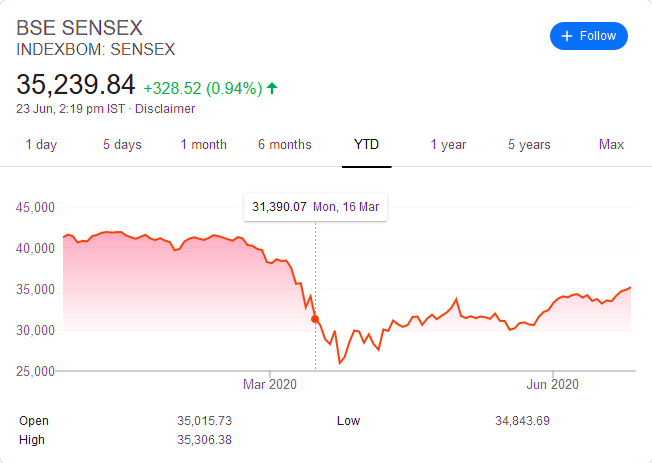 BSE SENSEX
INDEXBOM: SENSEX
+ Follow
35,239.84 +328.52 (0.94%) ↑
23 Jun, 2:19 pm IST · Disclaimer
1 day 5 days 1 month 6 months YTD 1 year 5 years Max
31,390.07 Mon, 16 Mar
45,000
40,000
35,000
30,000
25,000
Mar 2020 Jun 2020
Open 35,015.73 Low 34,843.69
High 35,306.38